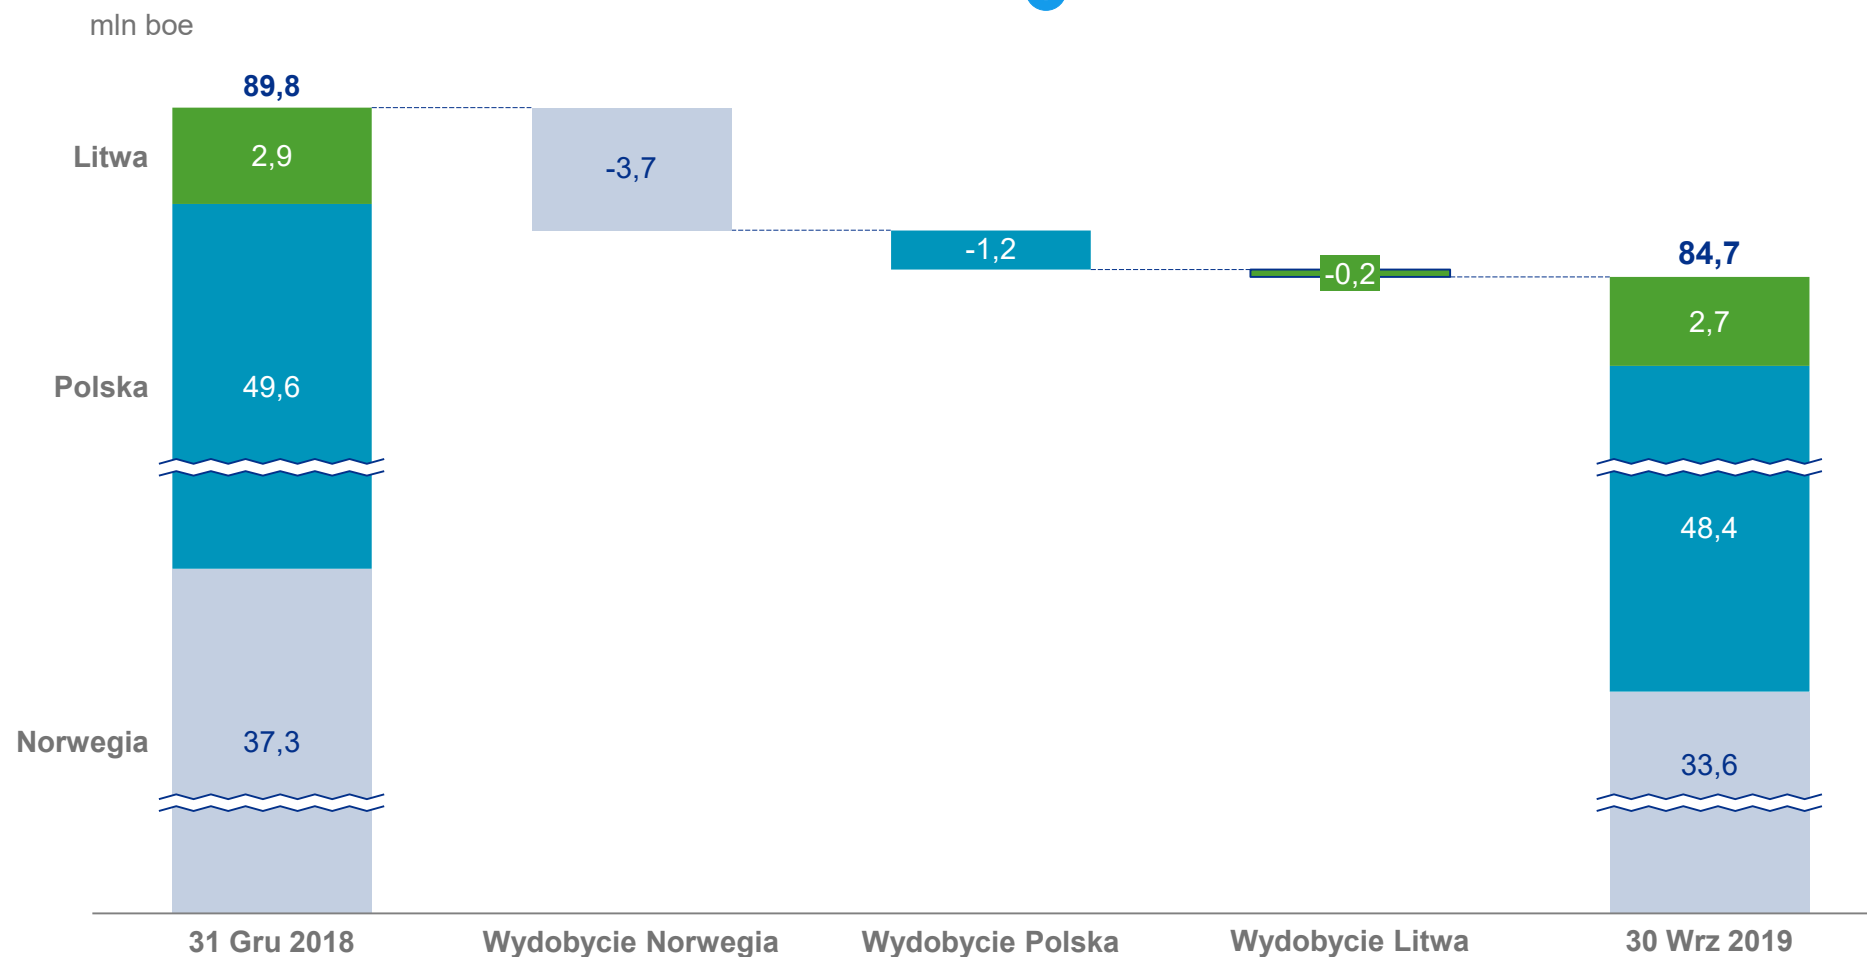 mln boe
89,8
Litwa
2,9
-3,7
-1,2
-0,2
84,7
2,7
Polska
49,6
48,4
Norwegia
37,3
33,6
31 Gru 2018
Wydobycie Norwegia
Wydobycie Polska
Wydobycie Litwa
30 Wrz 2019